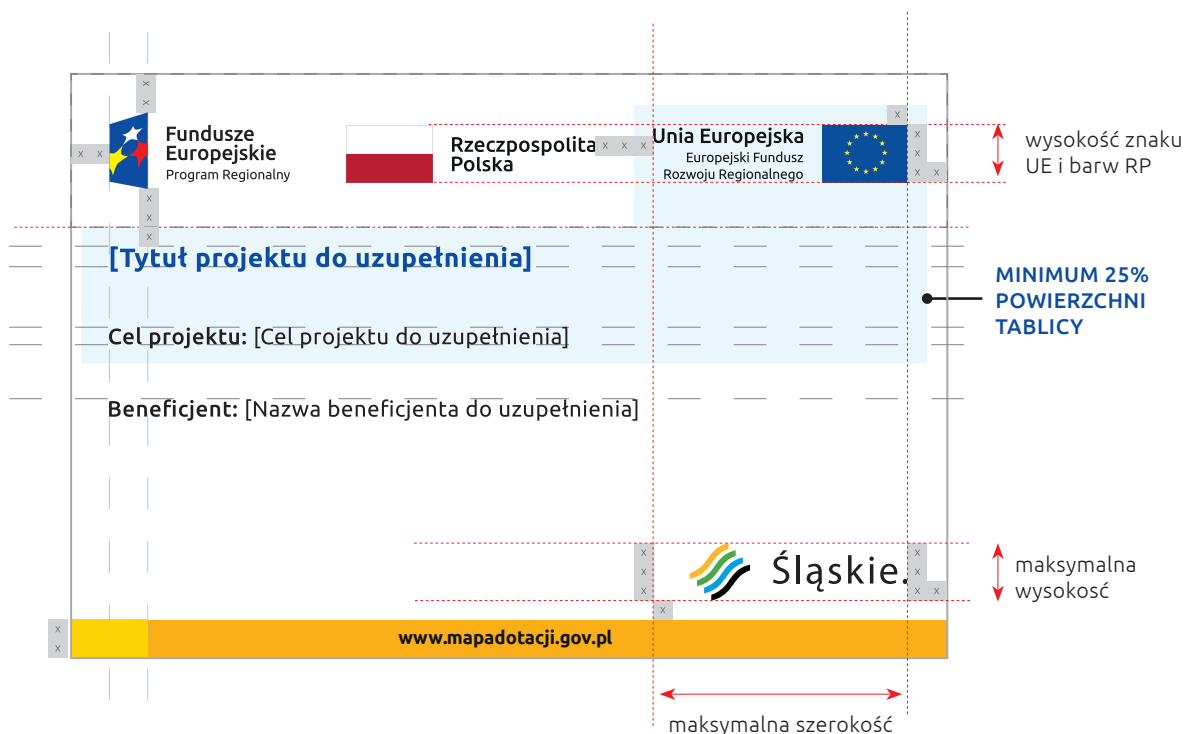 x
x
x x
Fundusze
Europejskie
Program Regionalny
Rzeczpospolita
Polska
x x x
Unia Europejska
Europejski Fundusz
Rozwoju Regionalnego
x
x
x
x x
wysokość znaku
UE i barw RP
x
x
x
[Tytuł projektu do uzupełnienia]
MINIMUM 25%
POWIERZCHNI
TABLICY
Cel projektu: [Cel projektu do uzupełnienia]
Beneficjent: [Nazwa beneficjenta do uzupełnienia]
x
x
x
x
Śląskie.
x
x
x x
maksymalna
wysokosć
x
x
www.mapadotacji.gov.pl
maksymalna szerokość